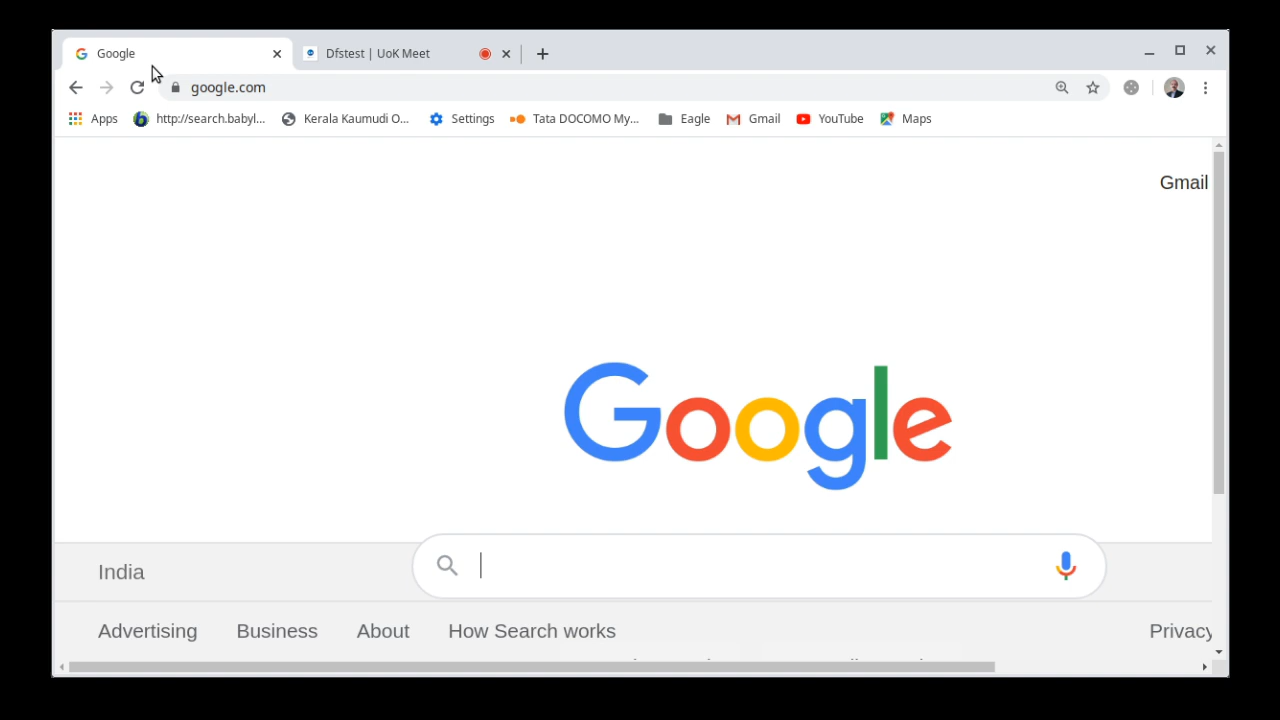 Google Dfstest | UoK Meet
google.com
Apps http://search.babyl... Kerala Kaumudi O... Settings Tata DOCOMO My... Eagle Gmail YouTube Maps
Gmail
Google
India
Advertising Business About How Search works Privacy